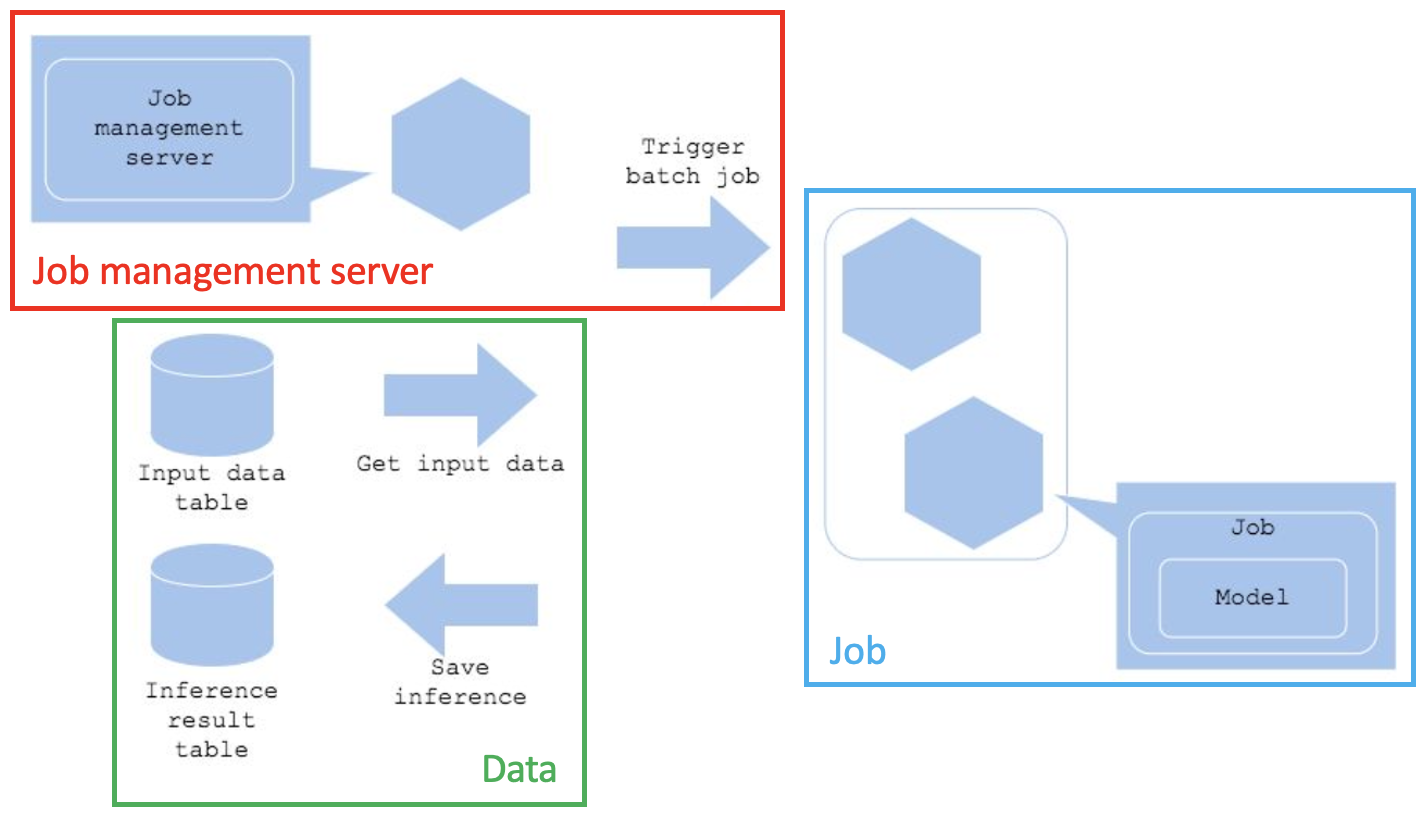 Job
management
server
Trigger
batch job
Job management server
Input data
table
Get input data
Inference
result
table
Save
inference
Data
Job
Model
Job